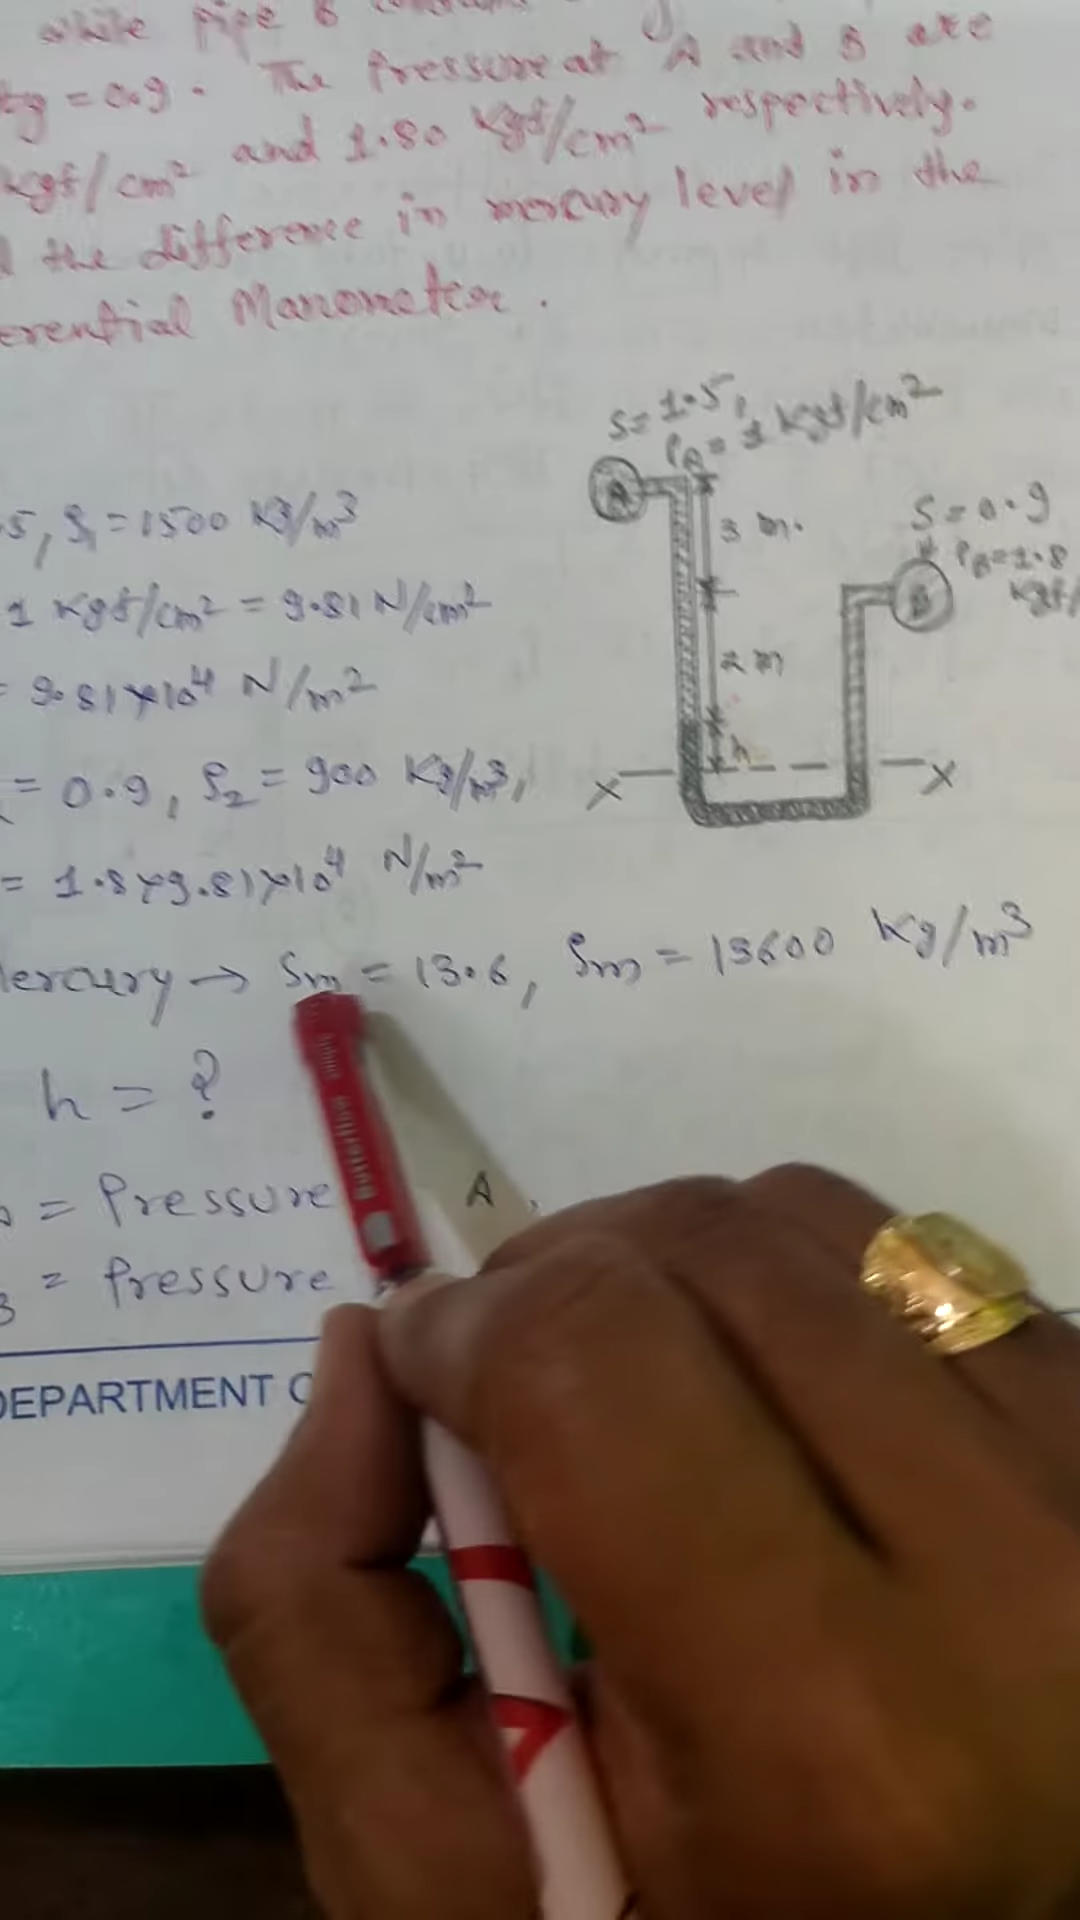 while pipe B
= 0.9. The Pressure at A and B are
kgf/cm² and 1.80 kgf/cm² respectively.
the difference in mercury level in the
erential Manometer.
S=1.5,
PA = 1 kgf/cm²
A
3 m.
S=0.9
PB=1.8
kgf/
B
2 m
h
X X
5, ρ₁ = 1500 kg/m³
1 kgf/cm² = 9.81 N/cm²
= 9.81×10⁴ N/m²
= 0.9, ρ₂ = 900 kg/m³,
= 1.8×9.81×10⁴ N/m²
ercury → Sm = 13.6, ρm = 13600 kg/m³
h = ?
= Pressure A,
B = Pressure
DEPARTMENT